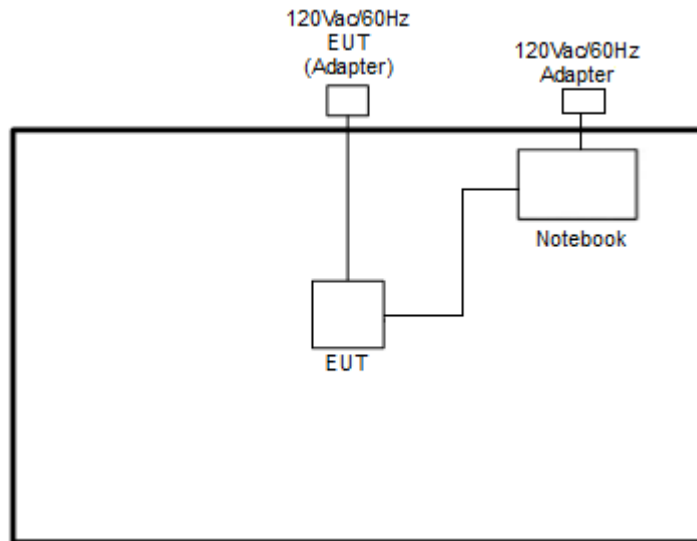 120Vac/60Hz
EUT
(Adapter)
120Vac/60Hz
Adapter
Notebook
EUT